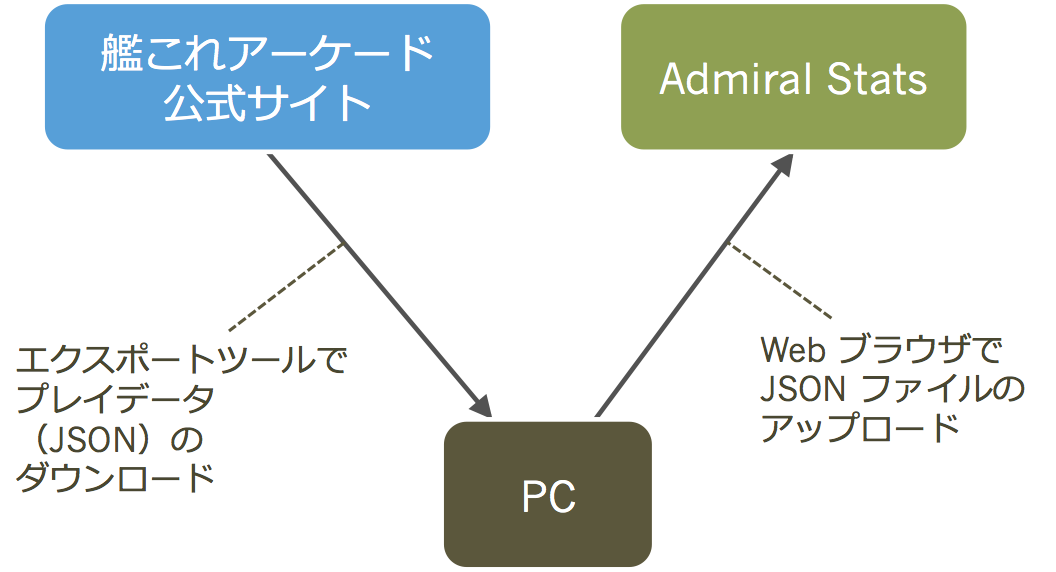 艦これアーケード
公式サイト
Admiral Stats
エクスポートツールで
プレイデータ
（JSON）の
ダウンロード
Web ブラウザで
JSON ファイルの
アップロード
PC